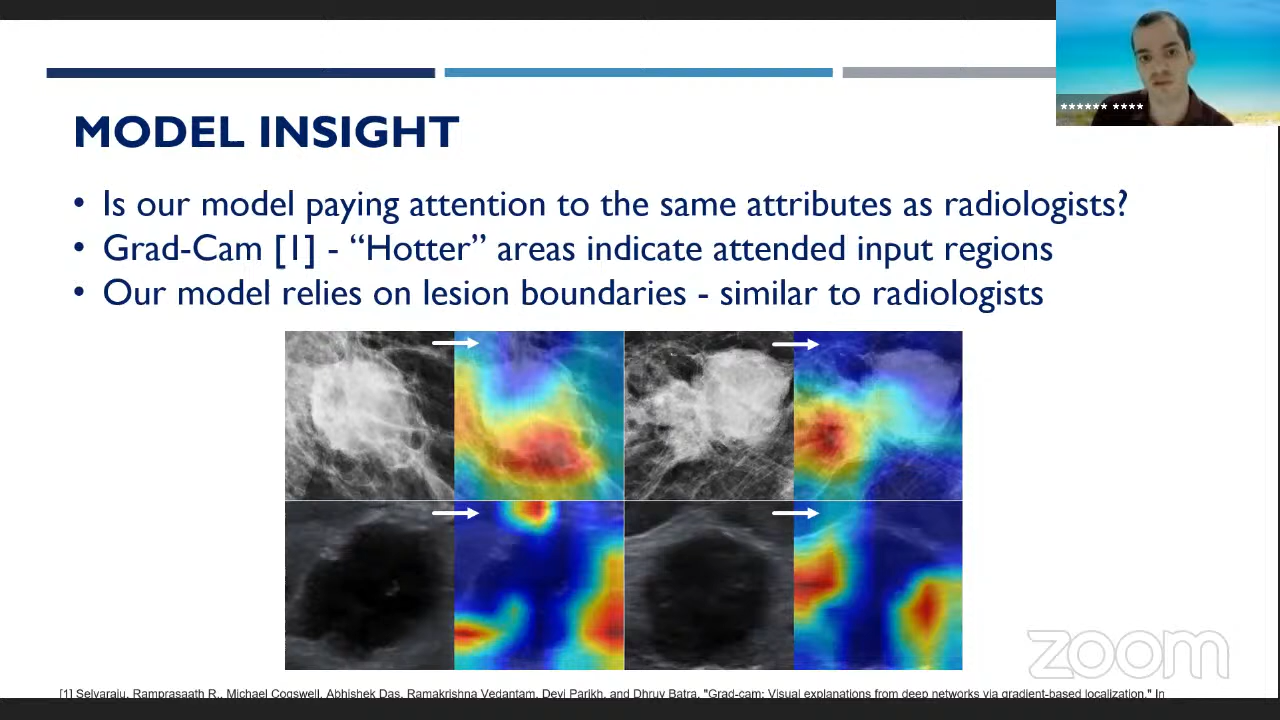 ****** ****
MODEL INSIGHT
• Is our model paying attention to the same attributes as radiologists?
• Grad-Cam [1] - “Hotter” areas indicate attended input regions
• Our model relies on lesion boundaries - similar to radiologists
zoom
[1] Selvaraju, Ramprasaath R., Michael Cogswell, Abhishek Das, Ramakrishna Vedantam, Devi Parikh, and Dhruv Batra. "Grad-cam: Visual explanations from deep networks via gradient-based localization." In